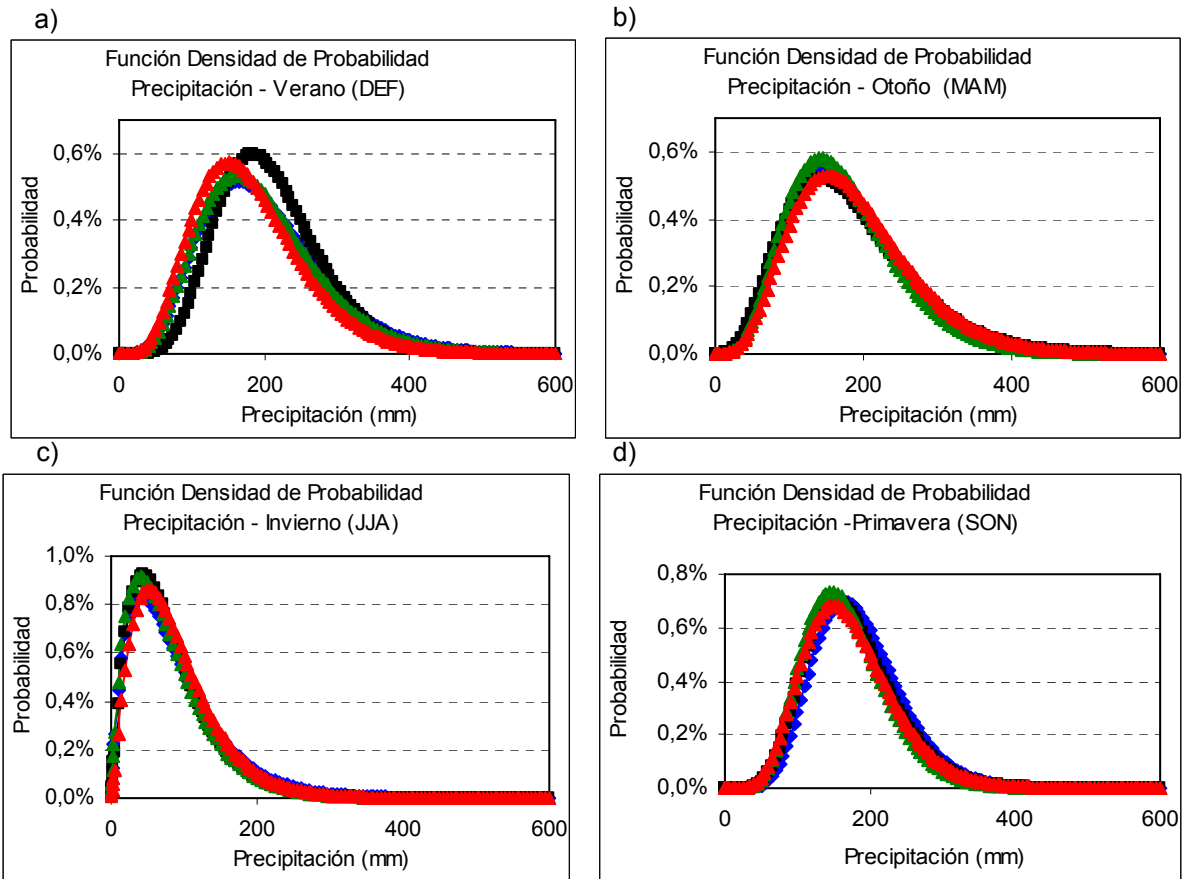 a)
Función Densidad de Probabilidad
Precipitación - Verano (DEF)
Probabilidad
0,6%
0,4%
0,2%
0,0%
0
200
400
600
Precipitación (mm)
b)
Función Densidad de Probabilidad
Precipitación - Otoño (MAM)
Probabilidad
0,6%
0,4%
0,2%
0,0%
0
200
400
600
Precipitación (mm)
c)
Función Densidad de Probabilidad
Precipitación - Invierno (JJA)
Probabilidad
1,0%
0,8%
0,6%
0,4%
0,2%
0,0%
0
200
400
600
Precipitación (mm)
d)
Función Densidad de Probabilidad
Precipitación -Primavera (SON)
Probabilidad
0,8%
0,6%
0,4%
0,2%
0,0%
0
200
400
600
Precipitación (mm)